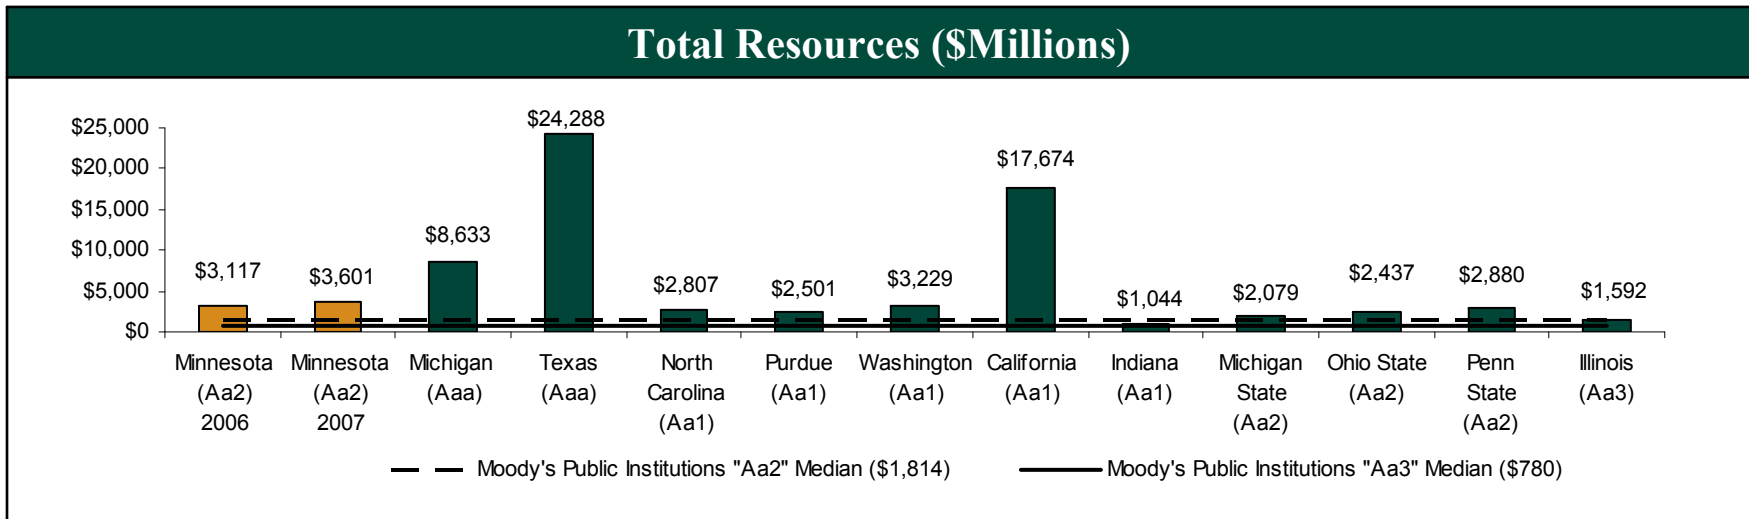 Total Resources ($Millions)
$25,000
$20,000
$15,000
$10,000
$5,000
$0
$3,117
$3,601
$8,633
$24,288
$2,807
$2,501
$3,229
$17,674
$1,044
$2,079
$2,437
$2,880
$1,592
Minnesota
(Aa2)
2006
Minnesota
(Aa2)
2007
Michigan
(Aaa)
Texas
(Aaa)
North
Carolina
(Aa1)
Purdue
(Aa1)
Washington
(Aa1)
California
(Aa1)
Indiana
(Aa1)
Michigan
State
(Aa2)
Ohio State
(Aa2)
Penn
State
(Aa2)
Illinois
(Aa3)
Moody's Public Institutions "Aa2" Median ($1,814)
Moody's Public Institutions "Aa3" Median ($780)